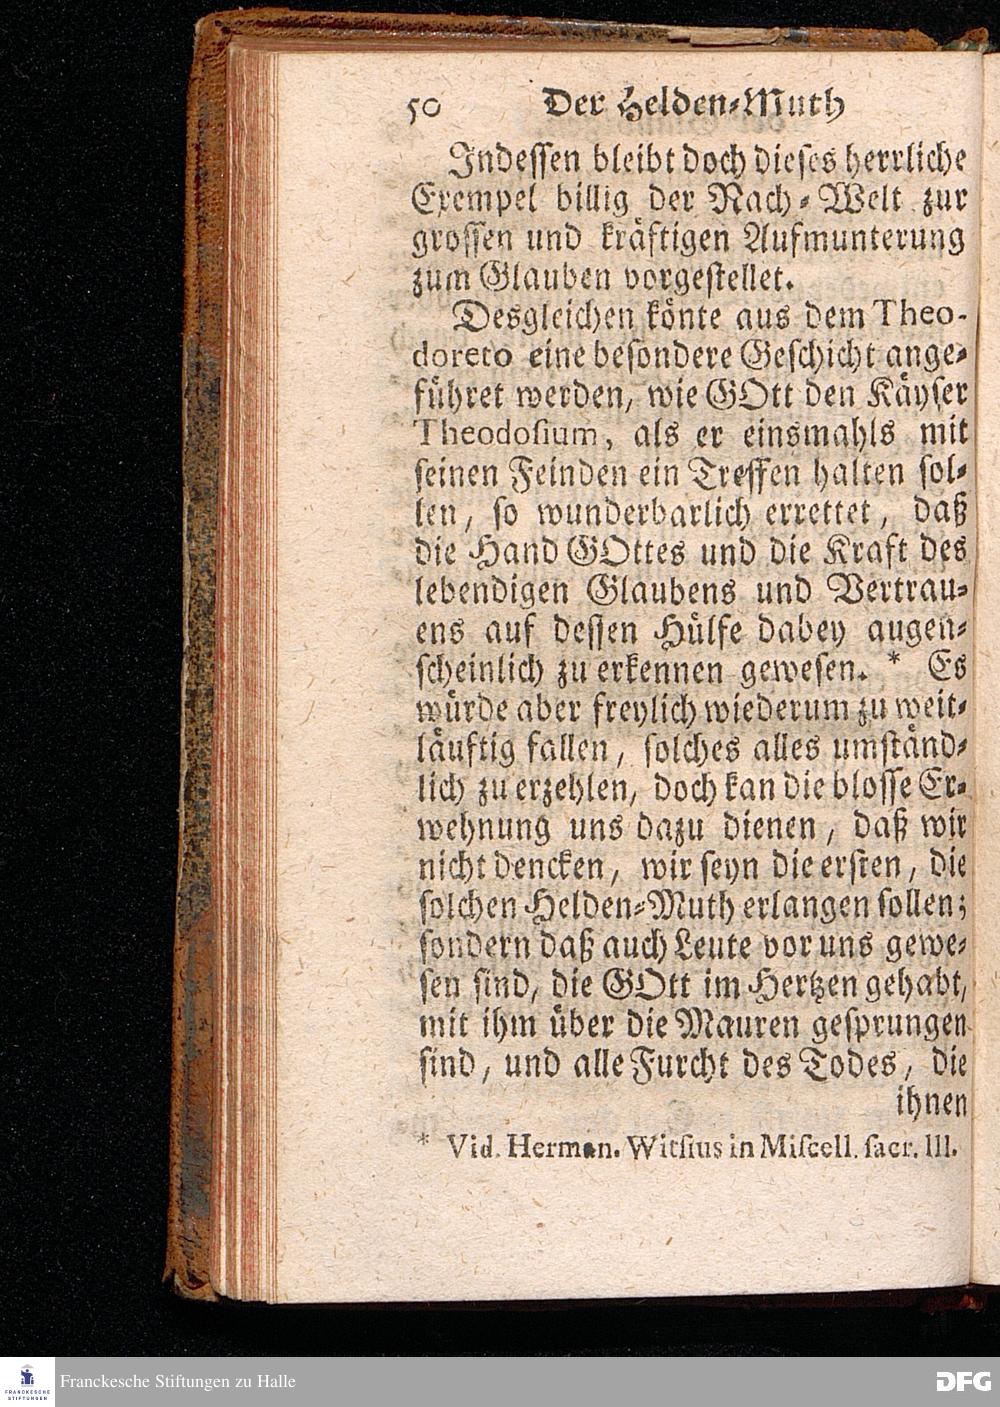 50 Der Helden-Muth
Indessen bleibt doch dieses herrliche
Exempel billig der Nach-Welt zur
grossen und kräftigen Aufmunterung
zum Glauben vorgestellet.
Desgleichen könte aus dem Theo-
doreto eine besondere Geschicht ange-
führet werden, wie GOtt den Käyser
Theodosium, als er einsmahls mit
seinen Feinden ein Treffen halten sol-
len, so wunderbarlich errettet, daß
die Hand GOttes und die Kraft des
lebendigen Glaubens und Vertrau-
ens auf dessen Hülfe dabey augen-
scheinlich zu erkennen gewesen. * Es
würde aber freylich wiederum zu weit-
läuftig fallen, solches alles umständ-
lich zu erzehlen, doch kan die blosse Er-
wehnung uns dazu dienen, daß wir
nicht dencken, wir seyn die ersten, die
solchen Helden-Muth erlangen sollen;
sondern daß auch Leute vor uns gewe-
sen sind, die GOtt im Hertzen gehabt,
mit ihm über die Mauren gesprungen
sind, und alle Furcht des Todes, die
ihnen
* Vid. Herman. Witsius in Miscell. sacr. III.
FRANCKESCHE STIFTUNGEN
Franckesche Stiftungen zu Halle
DFG